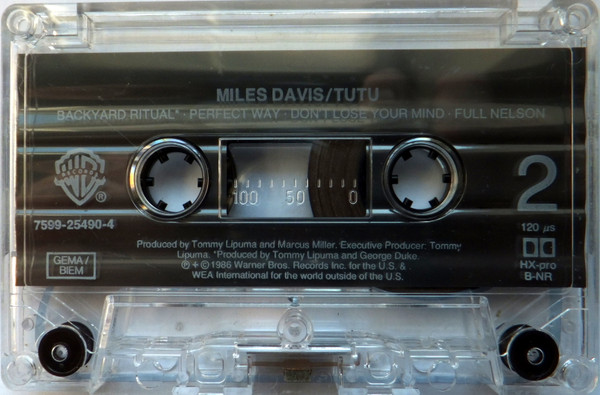 MILES DAVIS/TUTU
BACKYARD RITUAL* · PERFECT WAY · DON'T LOSE YOUR MIND · FULL NELSON
100 50 0
2
WB ®
7599-25490-4
120 µs
GEMA/
BIEM
HX-pro
B-NR
Produced by Tommy Lipuma and Marcus Miller. Executive Producer: Tommy
Lipuma. *Produced by Tommy Lipuma and George Duke.
℗ + © 1986 Warner Bros. Records Inc. for the U.S. &
WEA International for the world outside of the U.S.